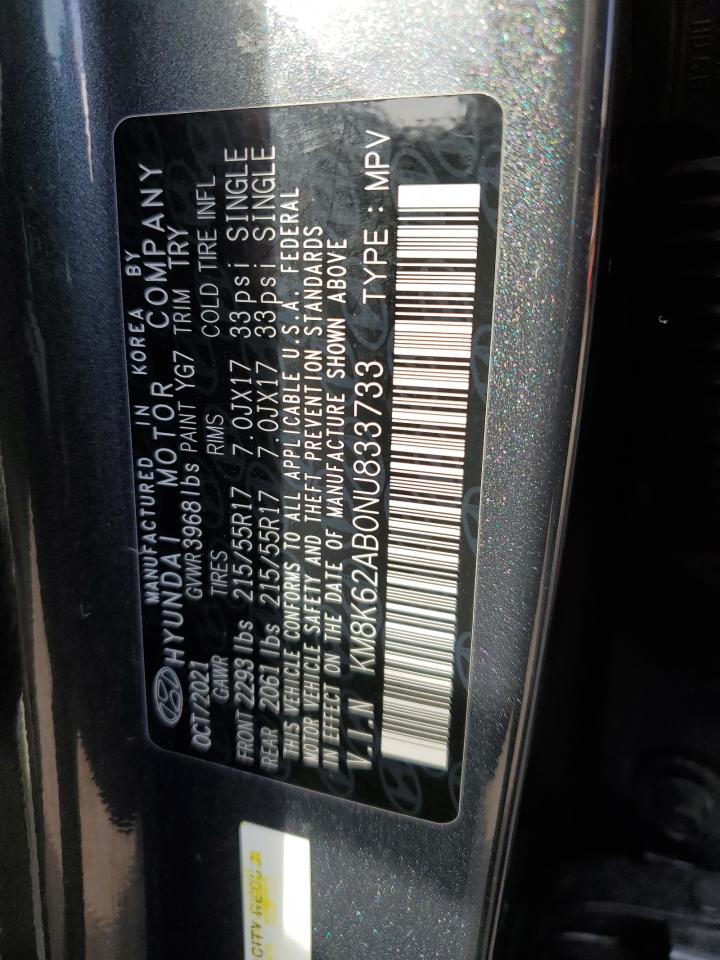 MANUFACTURED IN KOREA BY
HYUNDAI MOTOR COMPANY
OCT/2021 GVWR 3968 lbs PAINT YG7 TRIM TRY
GAWR TIRES RIMS COLD TIRE INFL
FRONT 2293 lbs 215/55R17 7.0JX17 33psi SINGLE
REAR 2061 lbs 215/55R17 7.0JX17 33psi SINGLE
THIS VEHICLE CONFORMS TO ALL APPLICABLE U.S.A. FEDERAL
MOTOR VEHICLE SAFETY AND THEFT PREVENTION STANDARDS
IN EFFECT ON THE DATE OF MANUFACTURE SHOWN ABOVE
V.I.N KM8K62AB0NU833733 TYPE : MPV
CITY